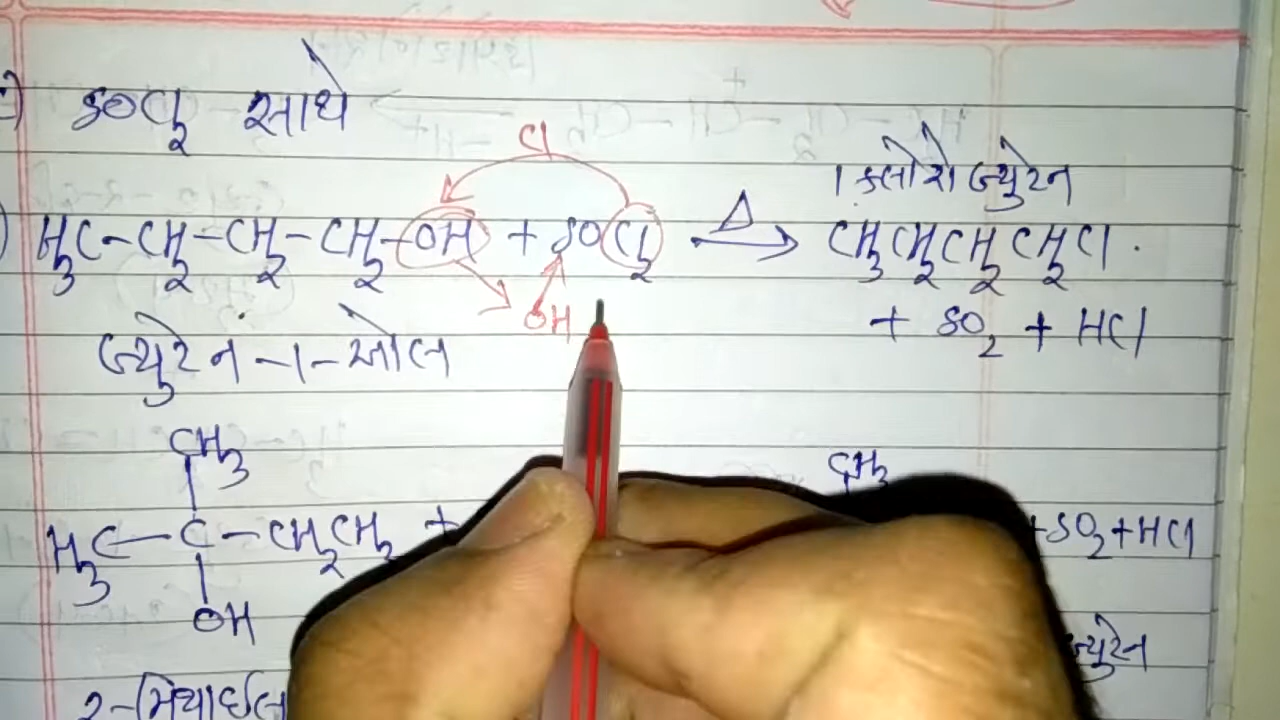 SOCl₂ સાથે
Cl
1 ક્લોરો બ્યુટેન
H₃C-CH₂-CH₂-CH₂-OH + SOCl₂ →Δ CH₃CH₂CH₂CH₂Cl.
OH
+ SO₂ + HCl
બ્યુટેન-1-ઓલ
CH₃
CH₃
H₃C-C-CH₂CH₂ +
+SO₂+HCl
OH
2-મિથાઈલ